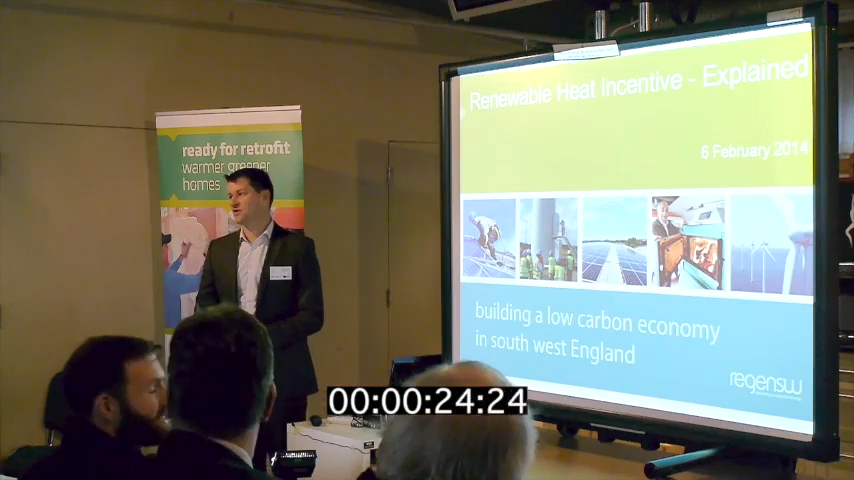 ready for retrofit
warmer greener
homes
Renewable Heat Incentive - Explained
6 February 2014
building a low carbon economy
in south west England
regensw
00:00:24:24